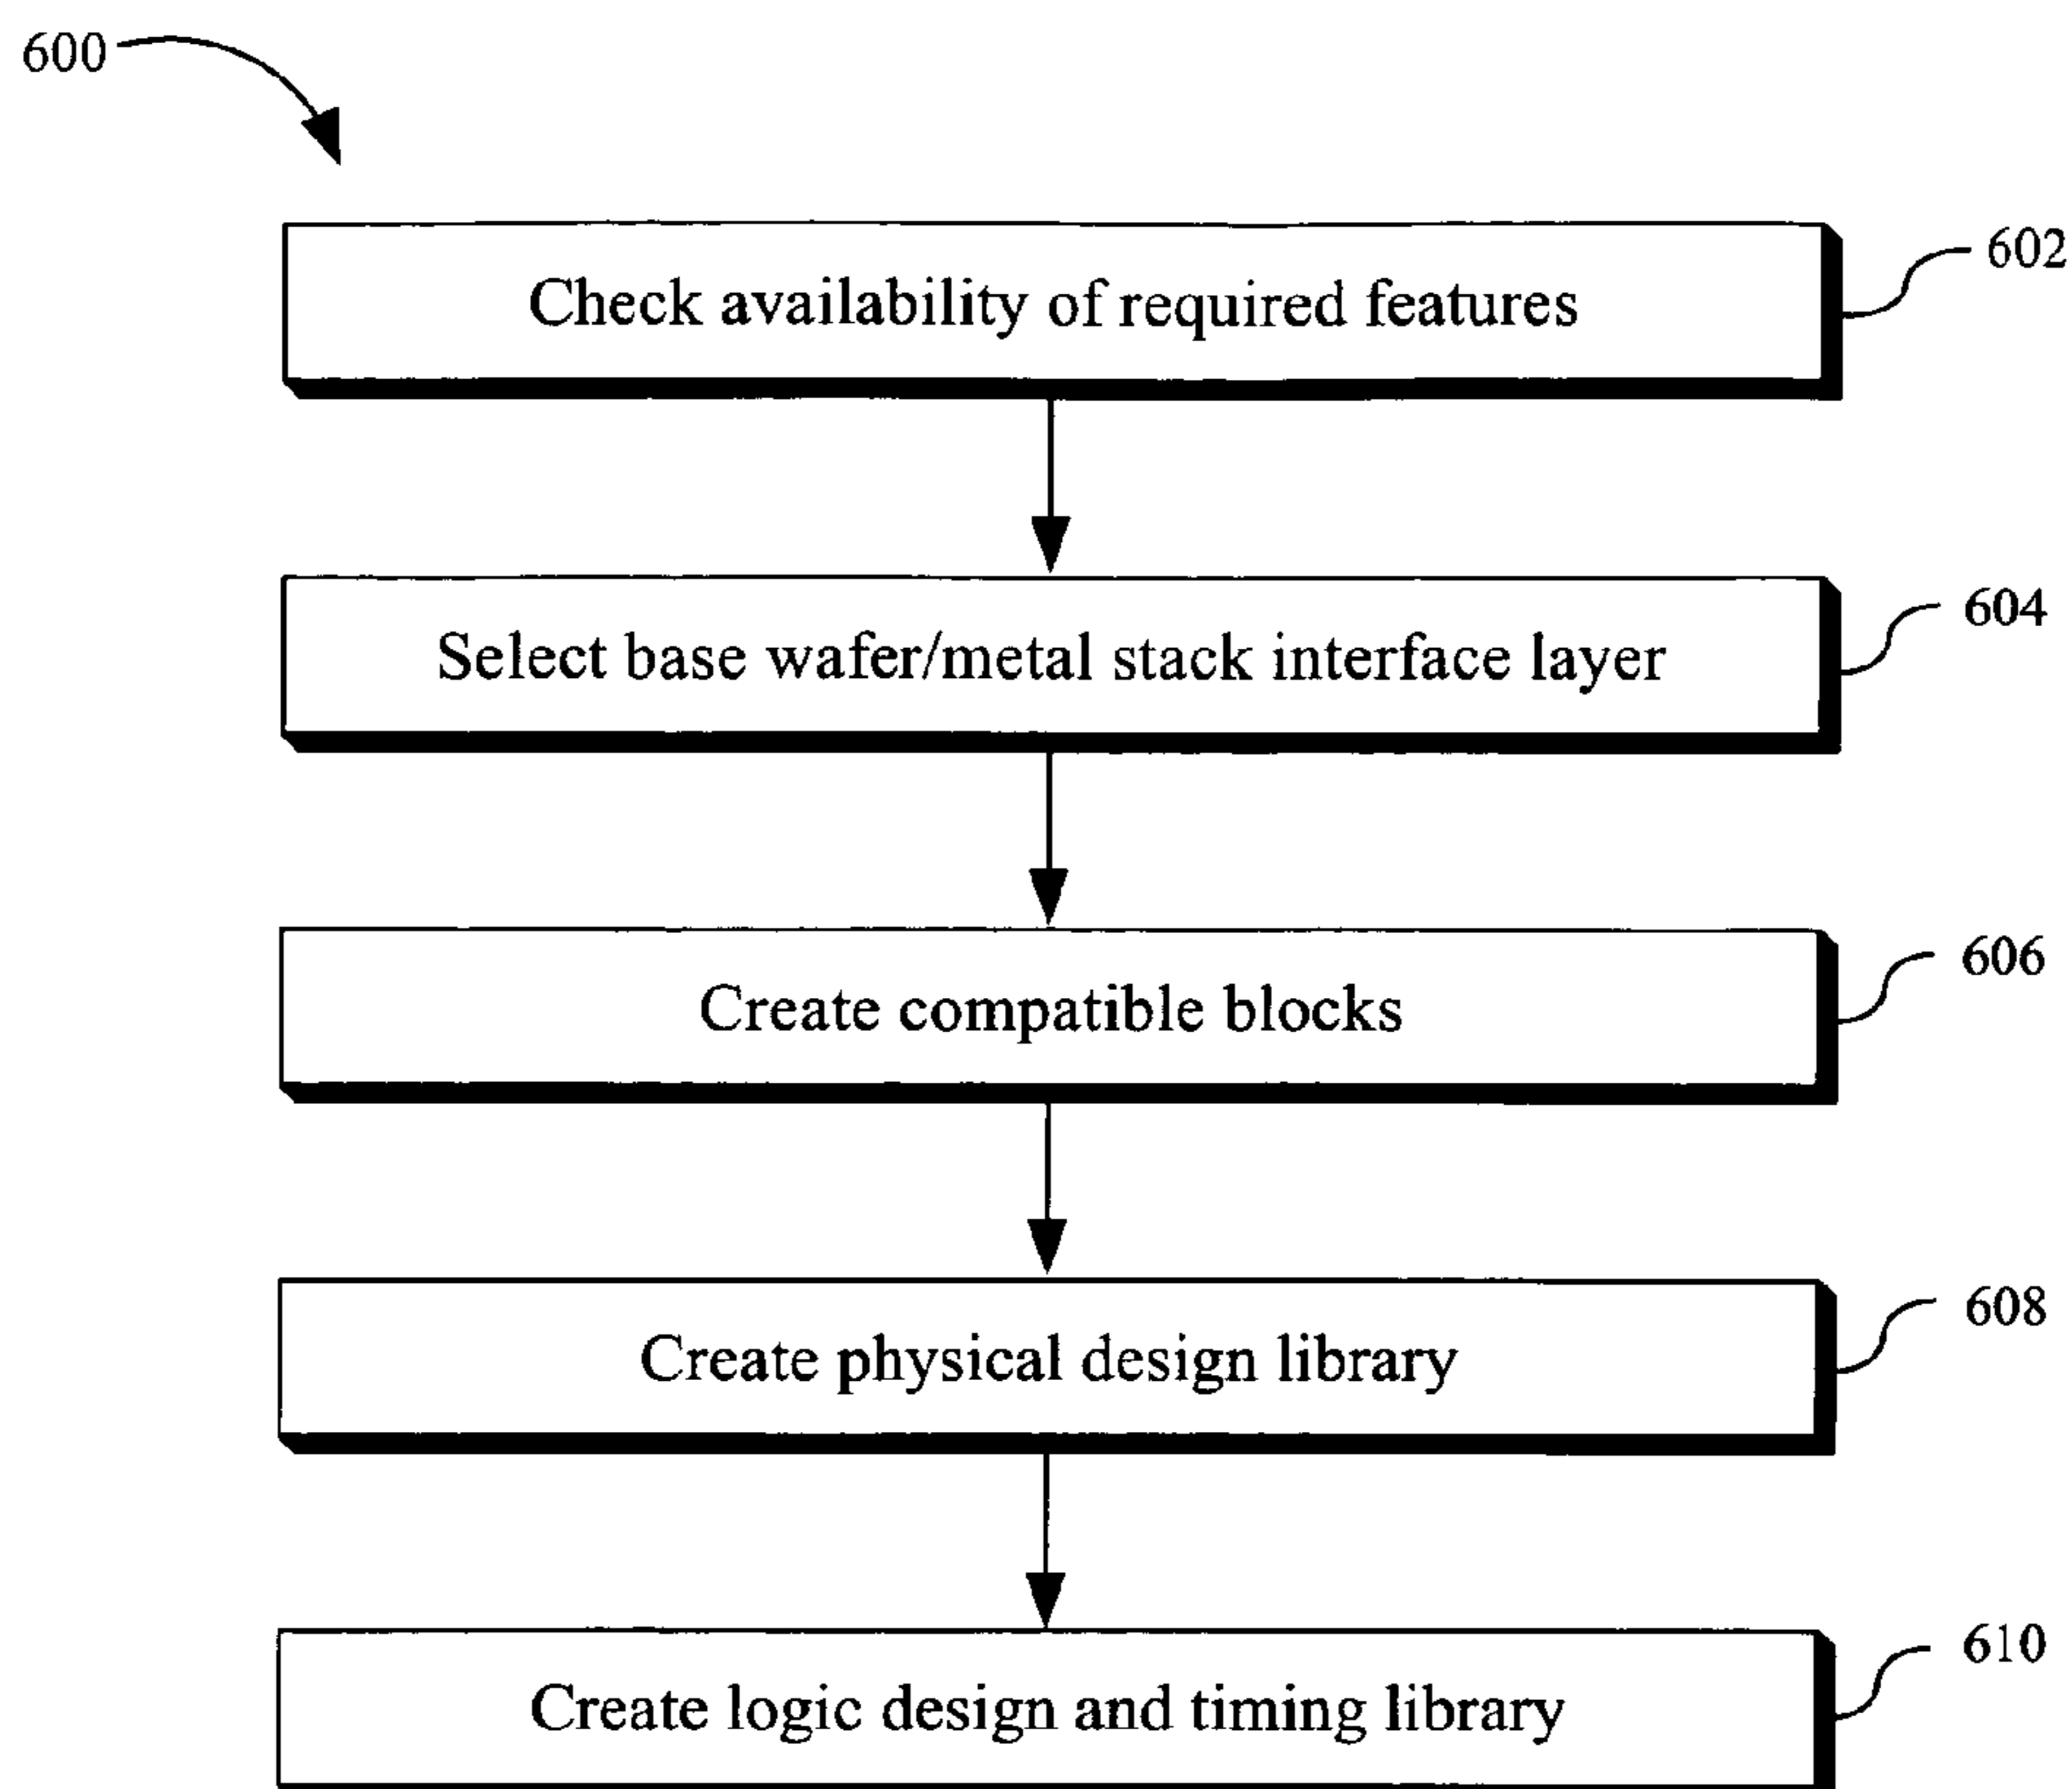 600
Check availability of required features
602
Select base wafer/metal stack interface layer
604
Create compatible blocks
606
Create physical design library
608
Create logic design and timing library
610